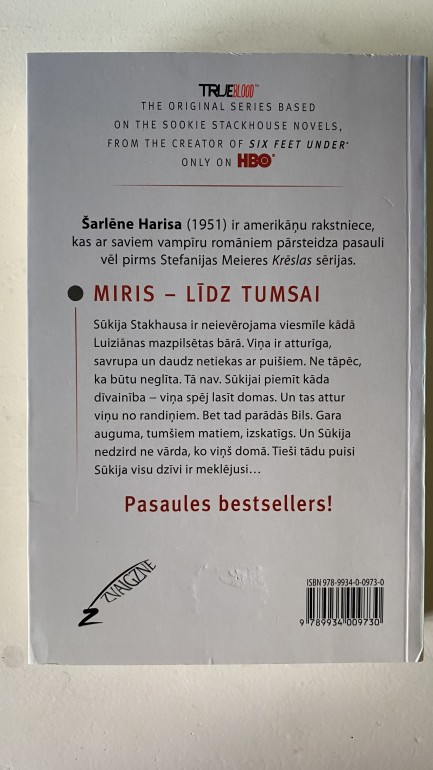 TRUEBLOOD™
THE ORIGINAL SERIES BASED
ON THE SOOKIE STACKHOUSE NOVELS,
FROM THE CREATOR OF SIX FEET UNDER®
ONLY ON HBO®
Šarlēne Harisa (1951) ir amerikāņu rakstniece,
kas ar saviem vampīru romāniem pārsteidza pasauli
vēl pirms Stefanijas Meieres Krēslas sērijas.
MIRIS – LĪDZ TUMSAI
Sūkija Stakhausa ir neievērojama viesmīle kādā
Luiziānas mazpilsētas bārā. Viņa ir atturīga,
savrupa un daudz netiekas ar puišiem. Ne tāpēc,
ka būtu neglīta. Tā nav. Sūkijai piemīt kāda
dīvainība – viņa spēj lasīt domas. Un tas attur
viņu no randiņiem. Bet tad parādās Bils. Gara
auguma, tumšiem matiem, izskatīgs. Un Sūkija
nedzird ne vārda, ko viņš domā. Tieši tādu puisi
Sūkija visu dzīvi ir meklējusi...
Pasaules bestsellers!
ZVAIGZNE
ISBN 978-9934-0-0973-0
9 789934 009730